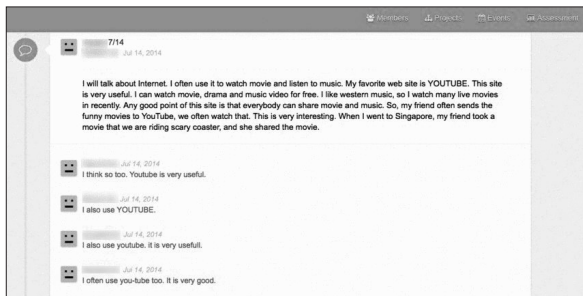 Members Projects Events Assessment
7/14
Jul 14, 2014
I will talk about Internet. I often use it to watch movie and listen to music. My favorite web site is YOUTUBE. This site
is very useful. I can watch movie, drama and music video for free. I like western music, so I watch many live movies
in recently. Any good point of this site is that everybody can share movie and music. So, my friend often sends the
funny movies to YouTube, we often watch that. This is very interesting. When I went to Singapore, my friend took a
movie that we are riding scary coaster, and she shared the movie.
Jul 14, 2014
I think so too. Youtube is very useful.
Jul 14, 2014
I also use YOUTUBE.
Jul 14, 2014
I also use youtube. it is very usefull.
Jul 14, 2014
I often use you-tube too. It is very good.